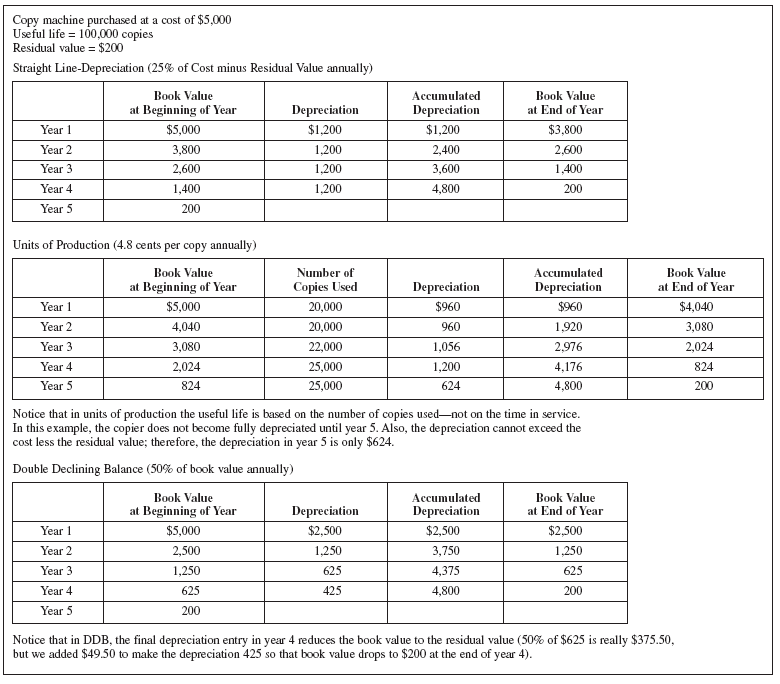 Copy machine purchased at a cost of $5,000
Useful life = 100,000 copies
Residual value = $200
Straight Line-Depreciation (25% of Cost minus Residual Value annually)
Book Value at Beginning of Year Depreciation Accumulated Depreciation Book Value at End of Year
Year 1 $5,000 $1,200 $1,200 $3,800
Year 2 3,800 1,200 2,400 2,600
Year 3 2,600 1,200 3,600 1,400
Year 4 1,400 1,200 4,800 200
Year 5 200
Units of Production (4.8 cents per copy annually)
Book Value at Beginning of Year Number of Copies Used Depreciation Accumulated Depreciation Book Value at End of Year
Year 1 $5,000 20,000 $960 $960 $4,040
Year 2 4,040 20,000 960 1,920 3,080
Year 3 3,080 22,000 1,056 2,976 2,024
Year 4 2,024 25,000 1,200 4,176 824
Year 5 824 25,000 624 4,800 200
Notice that in units of production the useful life is based on the number of copies used—not on the time in service.
In this example, the copier does not become fully depreciated until year 5. Also, the depreciation cannot exceed the
cost less the residual value; therefore, the depreciation in year 5 is only $624.
Double Declining Balance (50% of book value annually)
Book Value at Beginning of Year Depreciation Accumulated Depreciation Book Value at End of Year
Year 1 $5,000 $2,500 $2,500 $2,500
Year 2 2,500 1,250 3,750 1,250
Year 3 1,250 625 4,375 625
Year 4 625 425 4,800 200
Year 5 200
Notice that in DDB, the final depreciation entry in year 4 reduces the book value to the residual value (50% of $625 is really $375.50,
but we added $49.50 to make the depreciation 425 so that book value drops to $200 at the end of year 4).